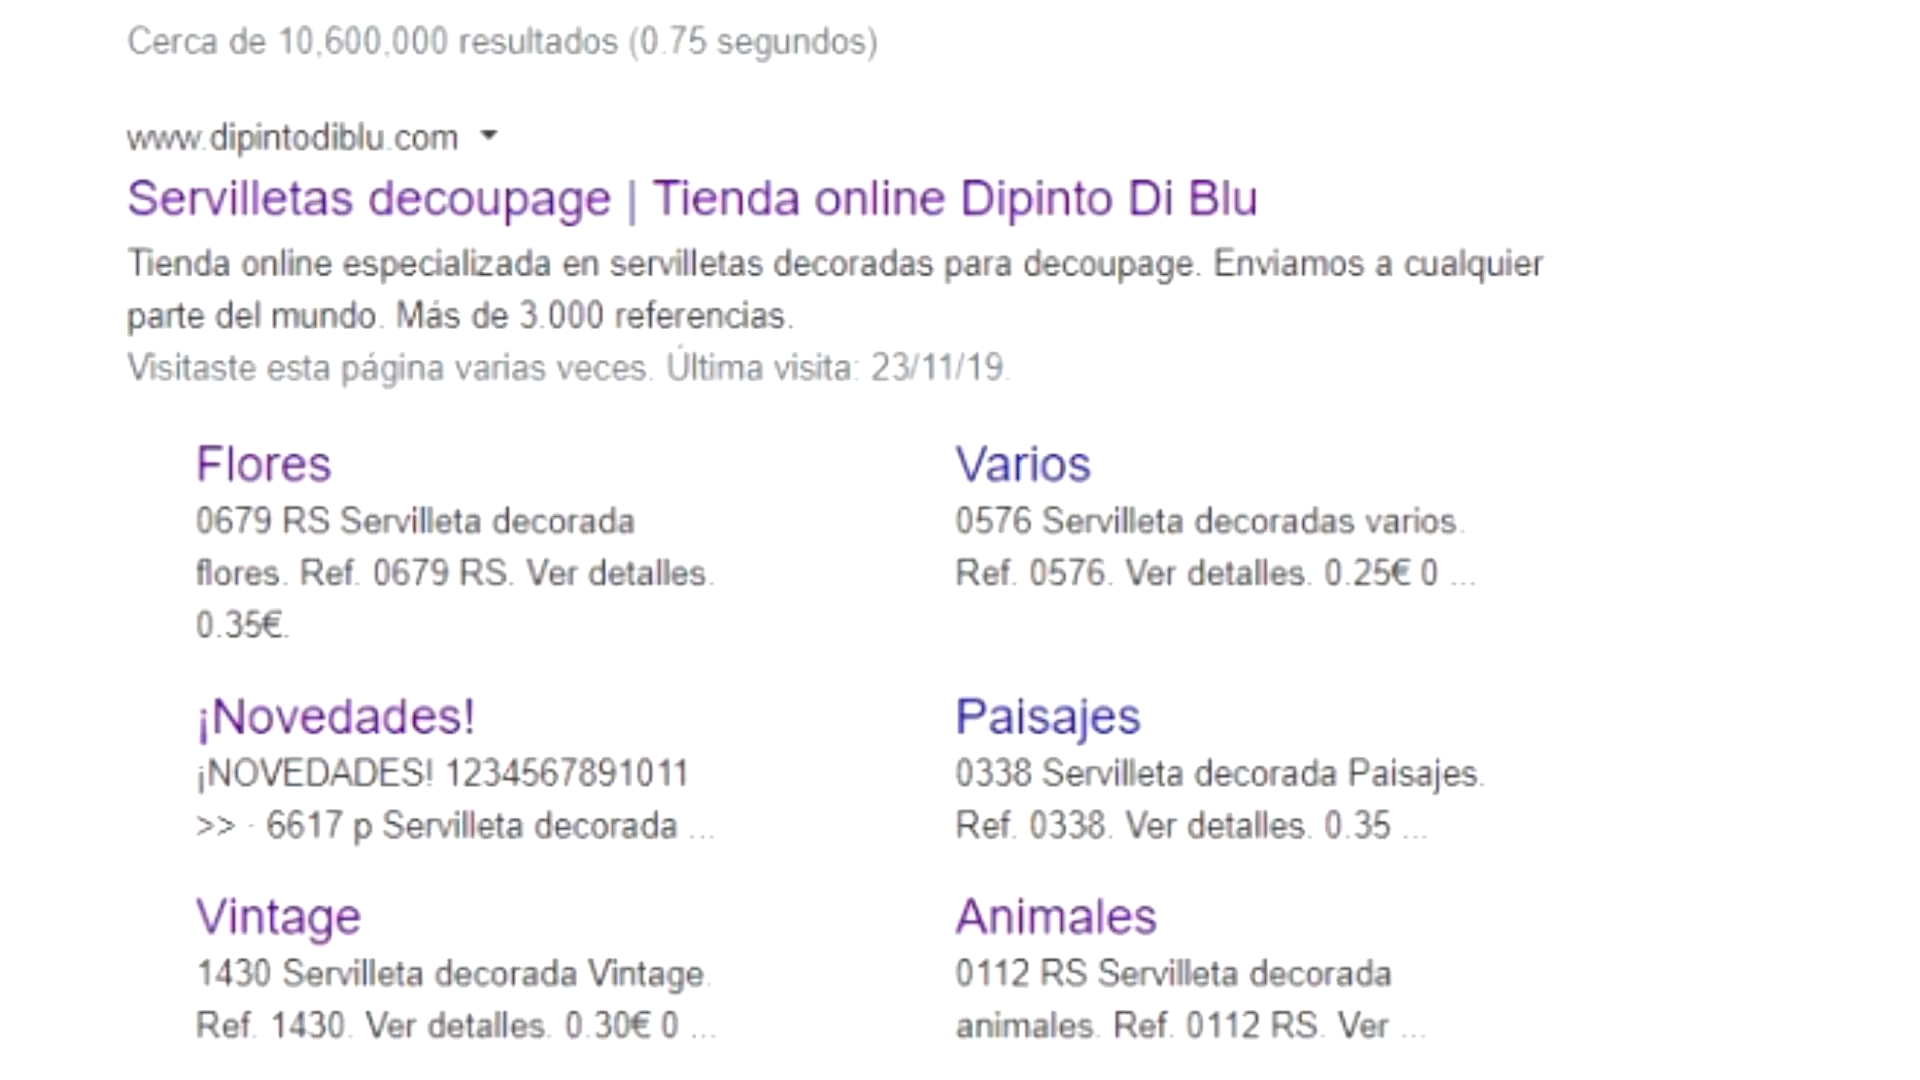 Cerca de 10,600,000 resultados (0.75 segundos)
www.dipintodiblu.com
Servilletas decoupage | Tienda online Dipinto Di Blu
Tienda online especializada en servilletas decoradas para decoupage. Enviamos a cualquier
parte del mundo. Más de 3.000 referencias.
Visitaste esta página varias veces. Última visita: 23/11/19.
Flores
0679 RS Servilleta decorada
flores. Ref. 0679 RS. Ver detalles.
0.35€.
Varios
0576 Servilleta decoradas varios.
Ref. 0576. Ver detalles. 0.25€ 0 ...
¡Novedades!
¡NOVEDADES! 1234567891011
>> · 6617 p Servilleta decorada ...
Paisajes
0338 Servilleta decorada Paisajes.
Ref. 0338. Ver detalles. 0.35 ...
Vintage
1430 Servilleta decorada Vintage.
Ref. 1430. Ver detalles. 0.30€ 0 ...
Animales
0112 RS Servilleta decorada
animales. Ref. 0112 RS. Ver ...